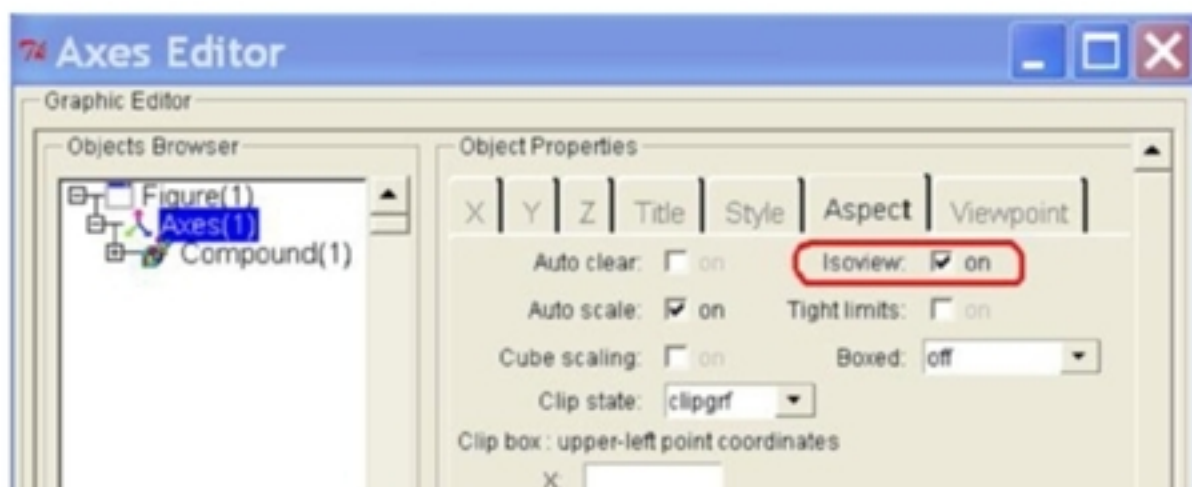 Axes Editor
Graphic Editor
Objects Browser
Figure(1)
Axes(1)
Compound(1)
Object Properties
X Y Z Title Style Aspect Viewpoint
Auto clear: on Isoview: on
Auto scale: on Tight limits: on
Cube scaling: on Boxed: off
Clip state: clipgrf
Clip box : upper-left point coordinates
X: